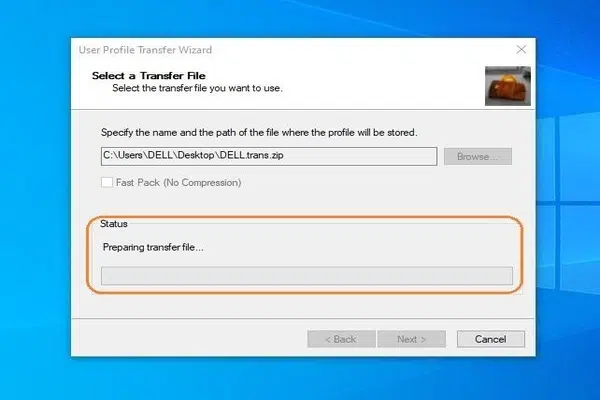 User Profile Transfer Wizard
Select a Transfer File
Select the transfer file you want to use.
Specify the name and the path of the file where the profile will be stored.
C:\Users\DELL\Desktop\DELL.trans.zip
Browse...
Fast Pack (No Compression)
Status
Preparing transfer file...
< Back
Next >
Cancel